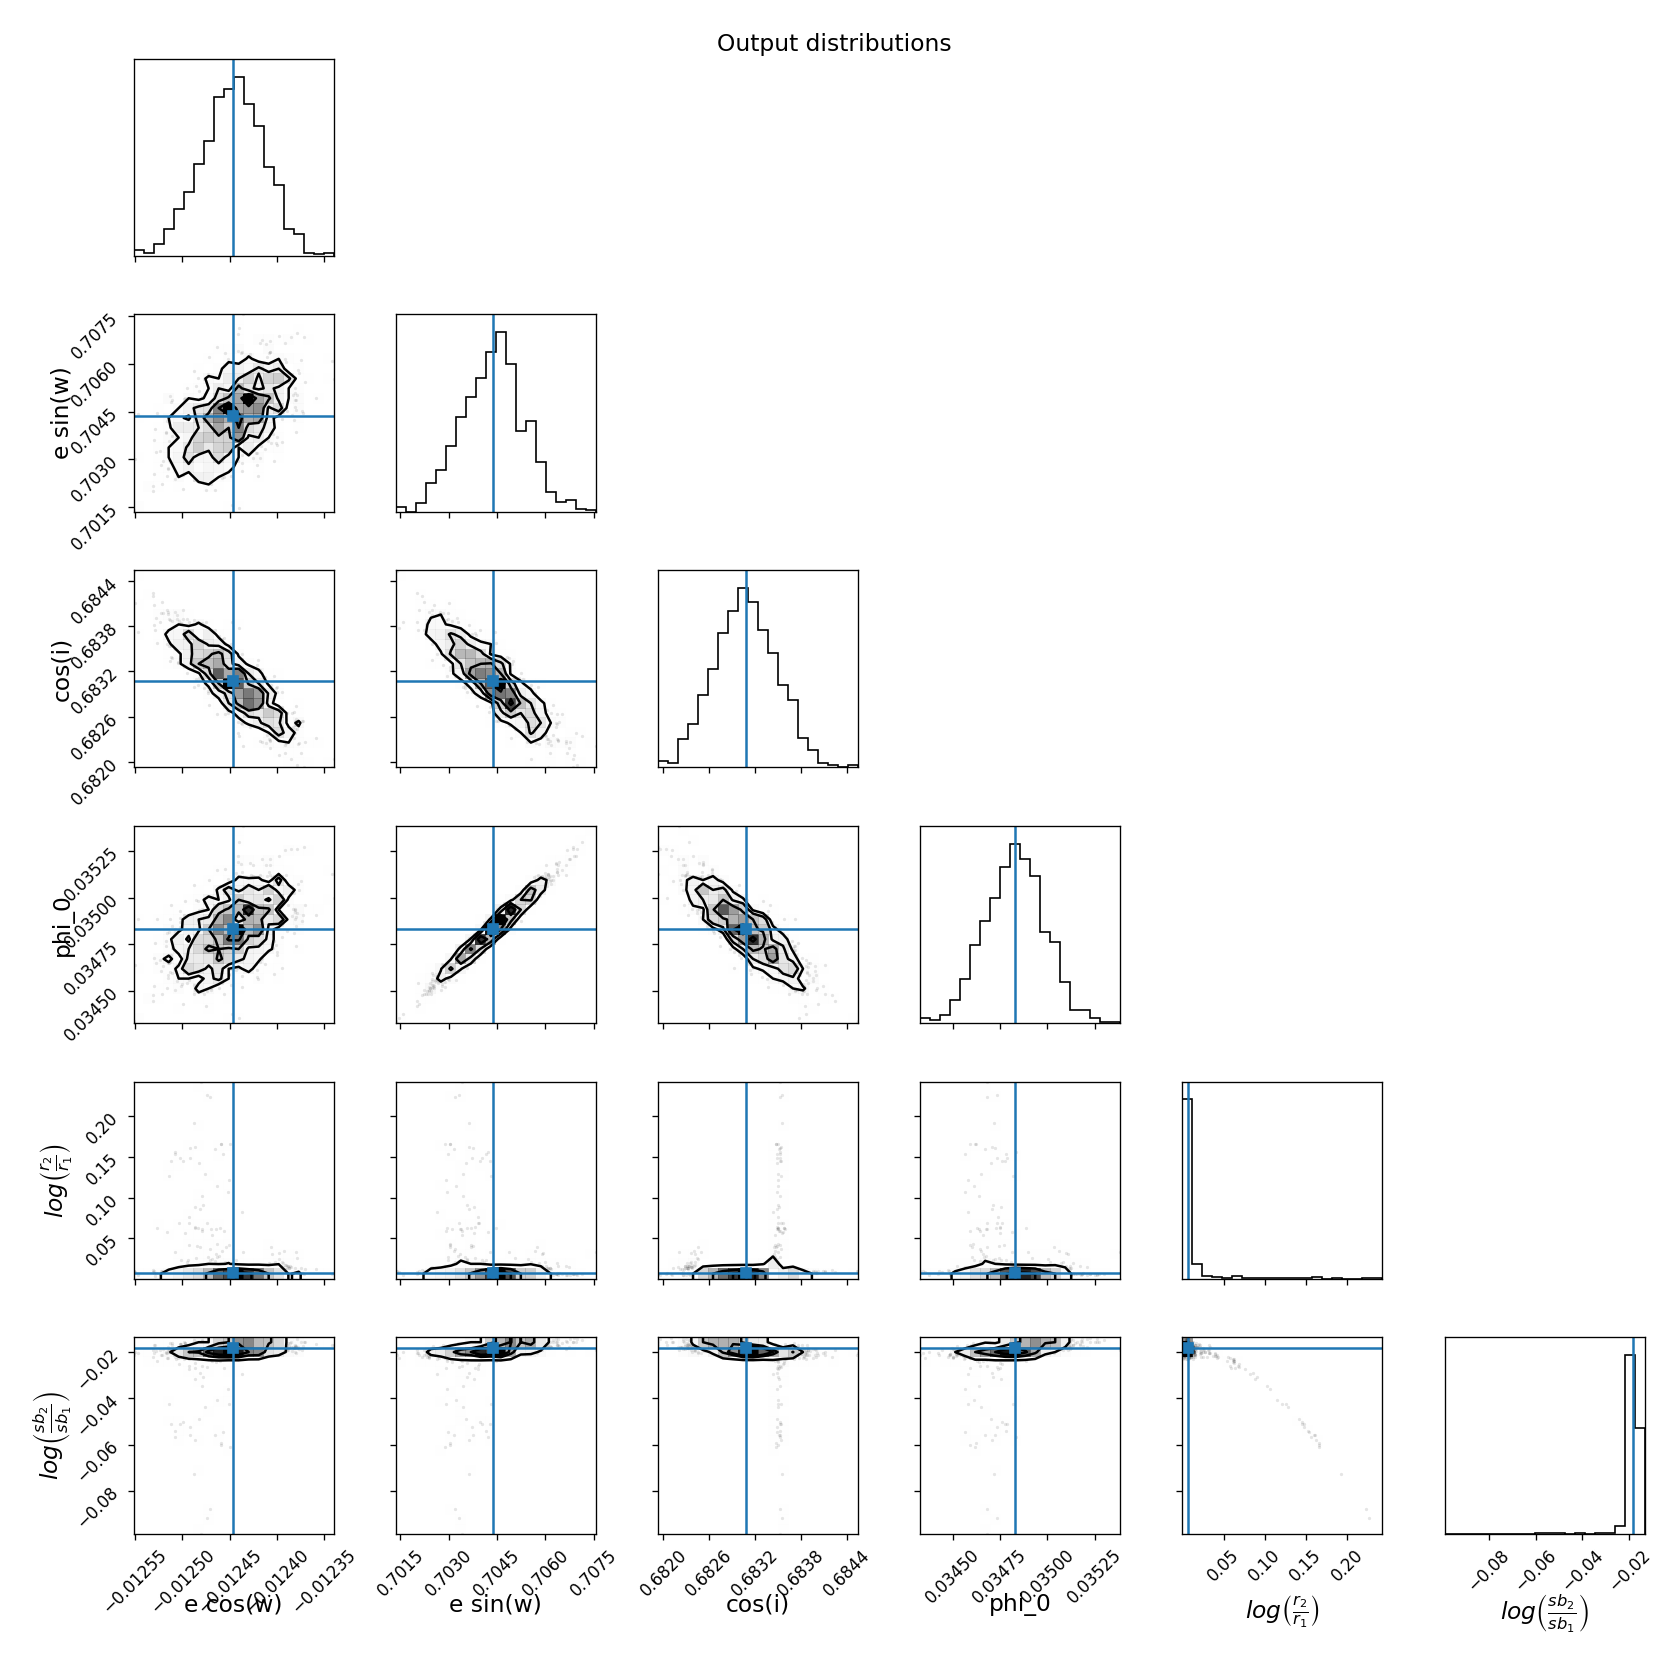 Output distributions
0.7075
0.7060
0.7045
0.7030
0.7015
e sin(w)
0.6844
0.6838
0.6832
0.6826
0.6820
cos(i)
0.03525
0.03500
0.03475
0.03450
phi_0
0.20
0.15
0.10
0.05
log(r₂/r₁)
−0.02
−0.04
−0.06
−0.08
log(sb₂/sb₁)
−0.01255 −0.01250 −0.01245 −0.01240 −0.01235 0.7015 0.7030 0.7045 0.7060 0.7075 0.6820 0.6826 0.6832 0.6838 0.6844 0.03450 0.03475 0.03500 0.03525 0.05 0.10 0.15 0.20 −0.08 −0.06 −0.04 −0.02
e cos(w) e sin(w) cos(i) phi_0 log(r₂/r₁) log(sb₂/sb₁)